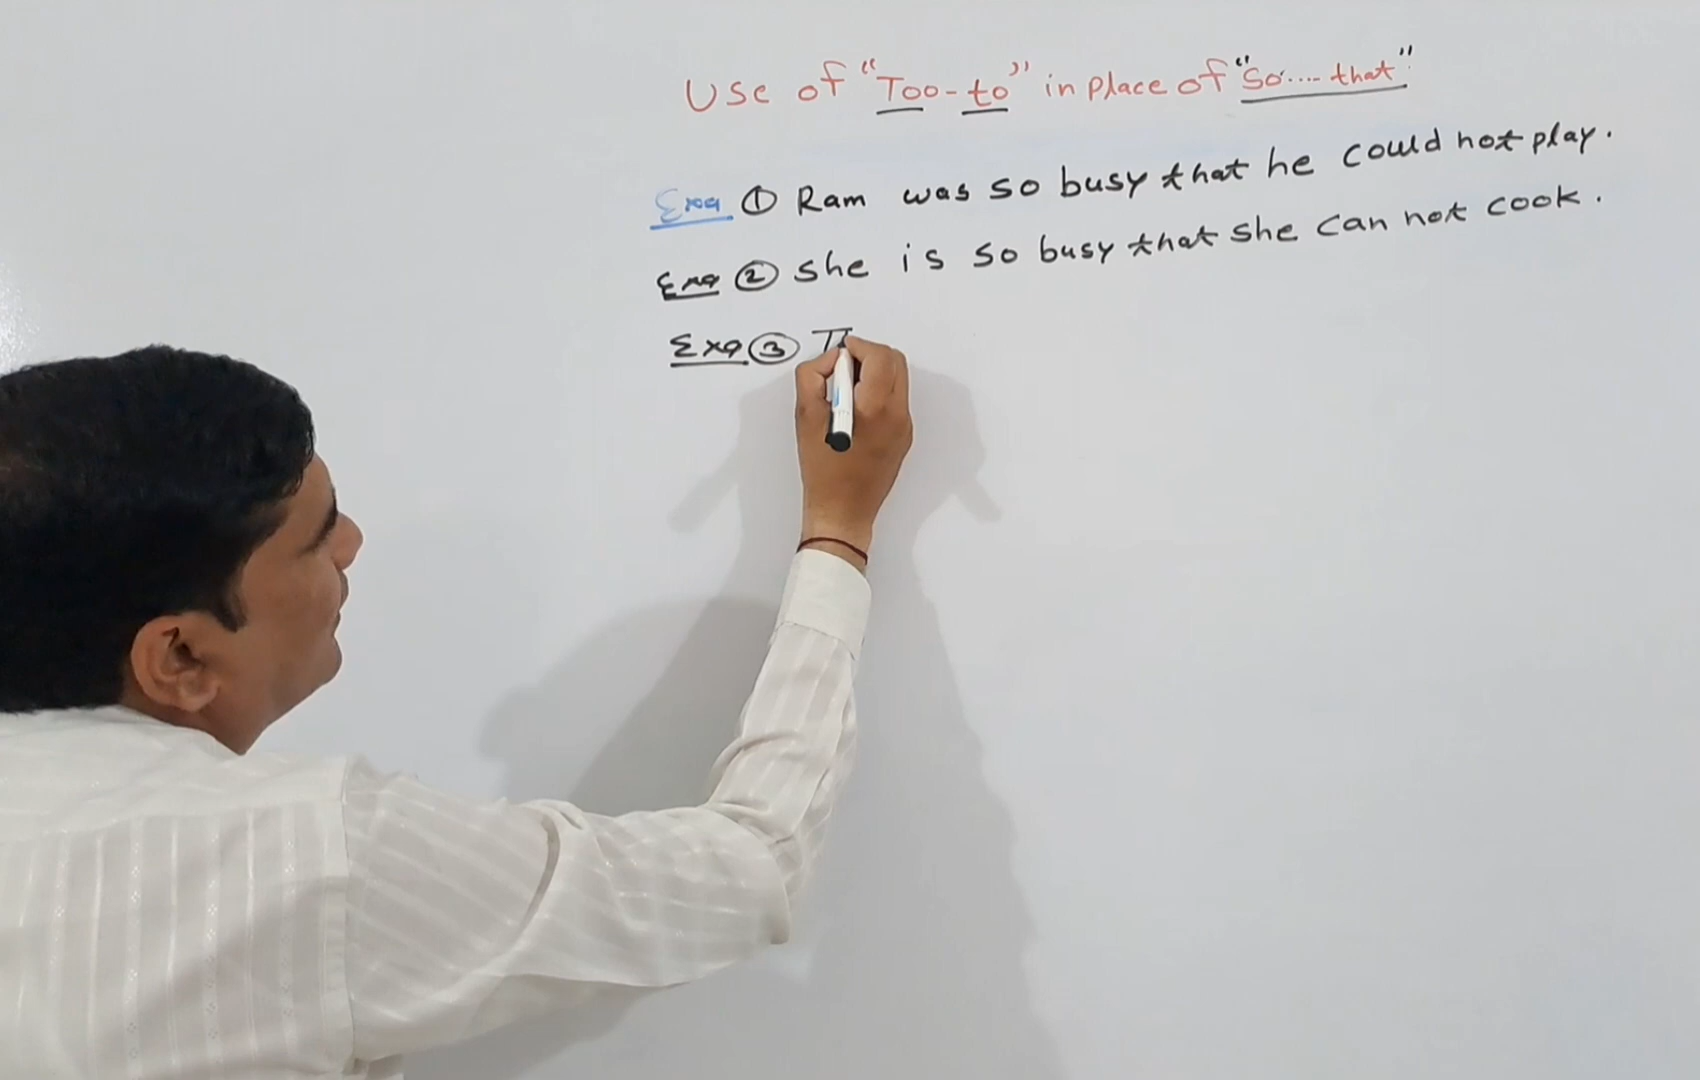 Use of "Too-to" in place of "So.... that"
Exa ① Ram was so busy that he could not play.
Exa ② she is so busy that she can not cook.
Exa ③